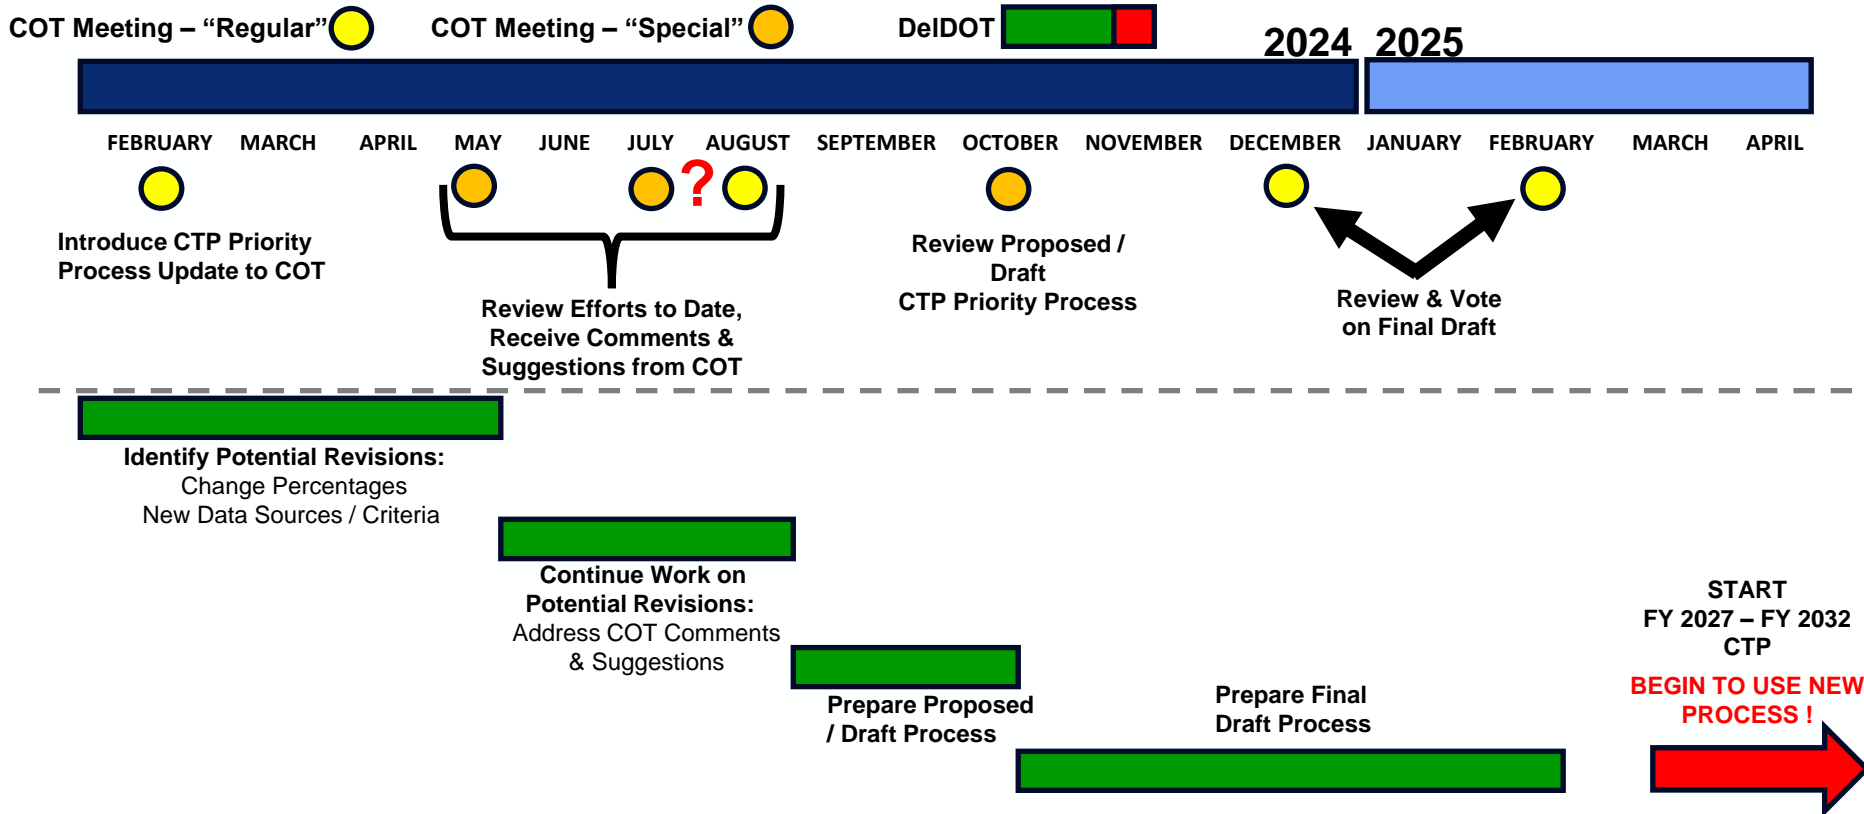 COT Meeting – “Regular”
COT Meeting – “Special”
DelDOT
2024 2025
FEBRUARY MARCH APRIL MAY JUNE JULY AUGUST SEPTEMBER OCTOBER NOVEMBER DECEMBER JANUARY FEBRUARY MARCH APRIL
?
Introduce CTP Priority
Process Update to COT
Review Efforts to Date,
Receive Comments &
Suggestions from COT
Review Proposed /
Draft
CTP Priority Process
Review & Vote
on Final Draft
Identify Potential Revisions:
Change Percentages
New Data Sources / Criteria
Continue Work on
Potential Revisions:
Address COT Comments
& Suggestions
Prepare Proposed
/ Draft Process
Prepare Final
Draft Process
START
FY 2027 – FY 2032
CTP
BEGIN TO USE NEW
PROCESS !